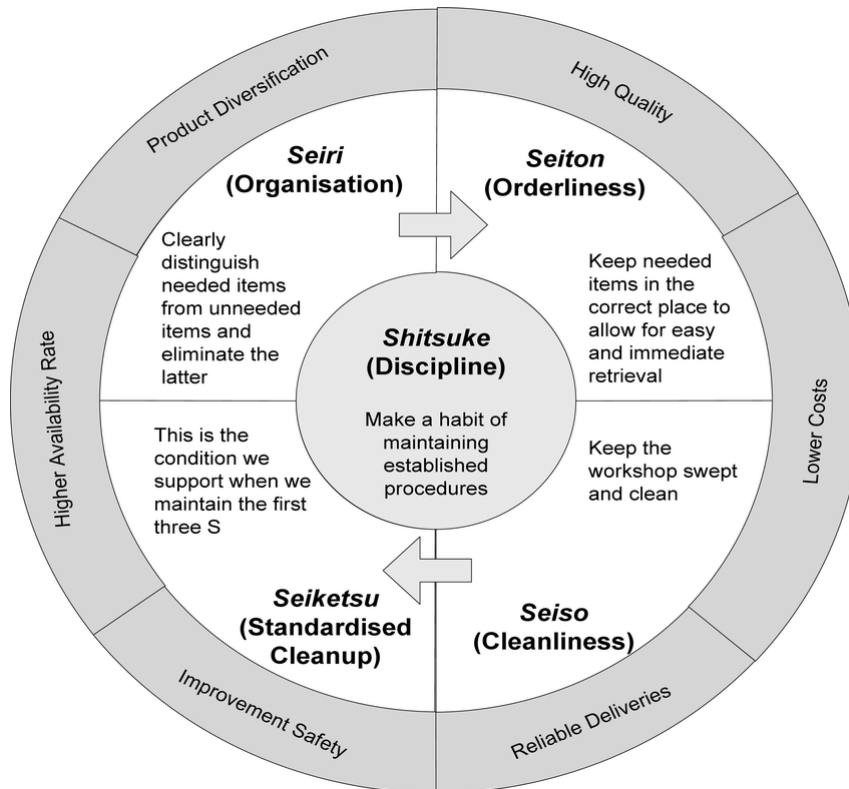 Product Diversification
High Quality
Seiri
(Organisation)
Seiton
(Orderliness)
Clearly
distinguish
needed items
from unneeded
items and
eliminate the
latter
Keep needed
items in the
correct place to
allow for easy
and immediate
retrieval
Shitsuke
(Discipline)
Make a habit of
maintaining
established
procedures
Higher Availability Rate
Lower Costs
This is the
condition we
support when we
maintain the first
three S
Keep the
workshop swept
and clean
Seiketsu
(Standardised
Cleanup)
Seiso
(Cleanliness)
Improvement Safety
Reliable Deliveries